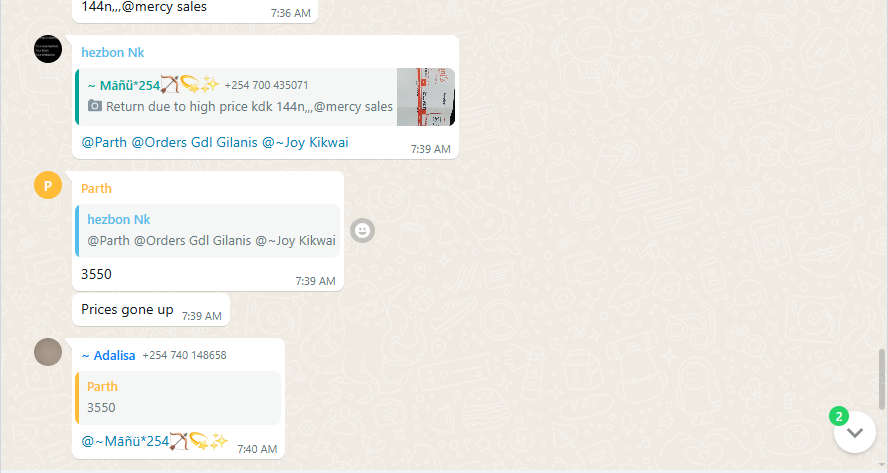 144n,,,@mercy sales
7:36 AM
hezbon Nk
~ Máñü*254🏹💫✨ +254 700 435071
Return due to high price kdk 144n,,,@mercy sales
@Parth @Orders Gdl Gilanis @~Joy Kikwai
7:39 AM
P
Parth
hezbon Nk
@Parth @Orders Gdl Gilanis @~Joy Kikwai
3550
7:39 AM
Prices gone up 7:39 AM
~ Adalisa +254 740 148658
Parth
3550
@~Máñü*254🏹💫✨ 7:40 AM
2